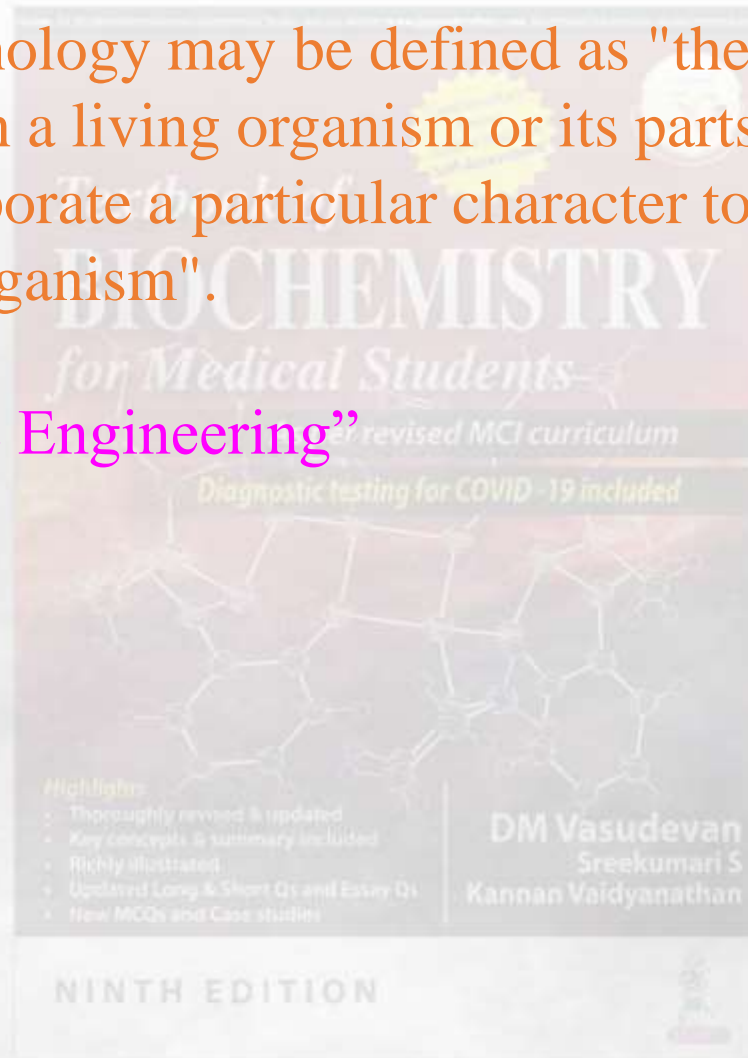 nology may be defined as "the
a living organism or its parts
porate a particular character to
ganism".
Textbook of
BIOCHEMISTRY
for Medical Students
Engineering”
revised MCI curriculum
Diagnostic testing for COVID-19 included
Highlights
• Thoroughly revised & updated
• Key concepts & summary included
• Richly illustrated
• Updated Long & Short Qs and Essay Qs
• New MCQs and Case studies
DM Vasudevan
Sreekumari S
Kannan Vaidyanathan
NINTH EDITION